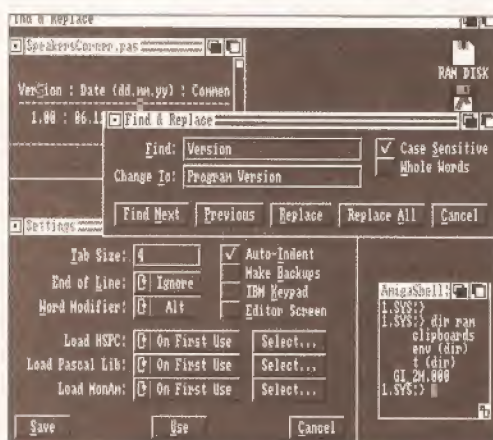 Find & Replace
SpeakersCorner.pas
RAM DISK
Version : Date (dd.mm.yy) : Commen
1.00 : 06.1
Find & Replace
Find: Version
Case Sensitive
Whole Words
Change To: Program Version
Find Next Previous Replace Replace All Cancel
Settings
Tab Size: 4
Auto-Indent
Make Backups
End of Line: Ignore
IBM Keypad
Word Modifier: Alt
Editor Screen
Load HSPC: On First Use Select...
Load Pascal Lib: On First Use Select...
Load MonAm: On First Use Select...
Save Use Cancel
AmigaShell:
1.SYS:>
1.SYS:> dir ram
clipboards
env (dir)
t (dir)
GI_2M.000
1.SYS:>